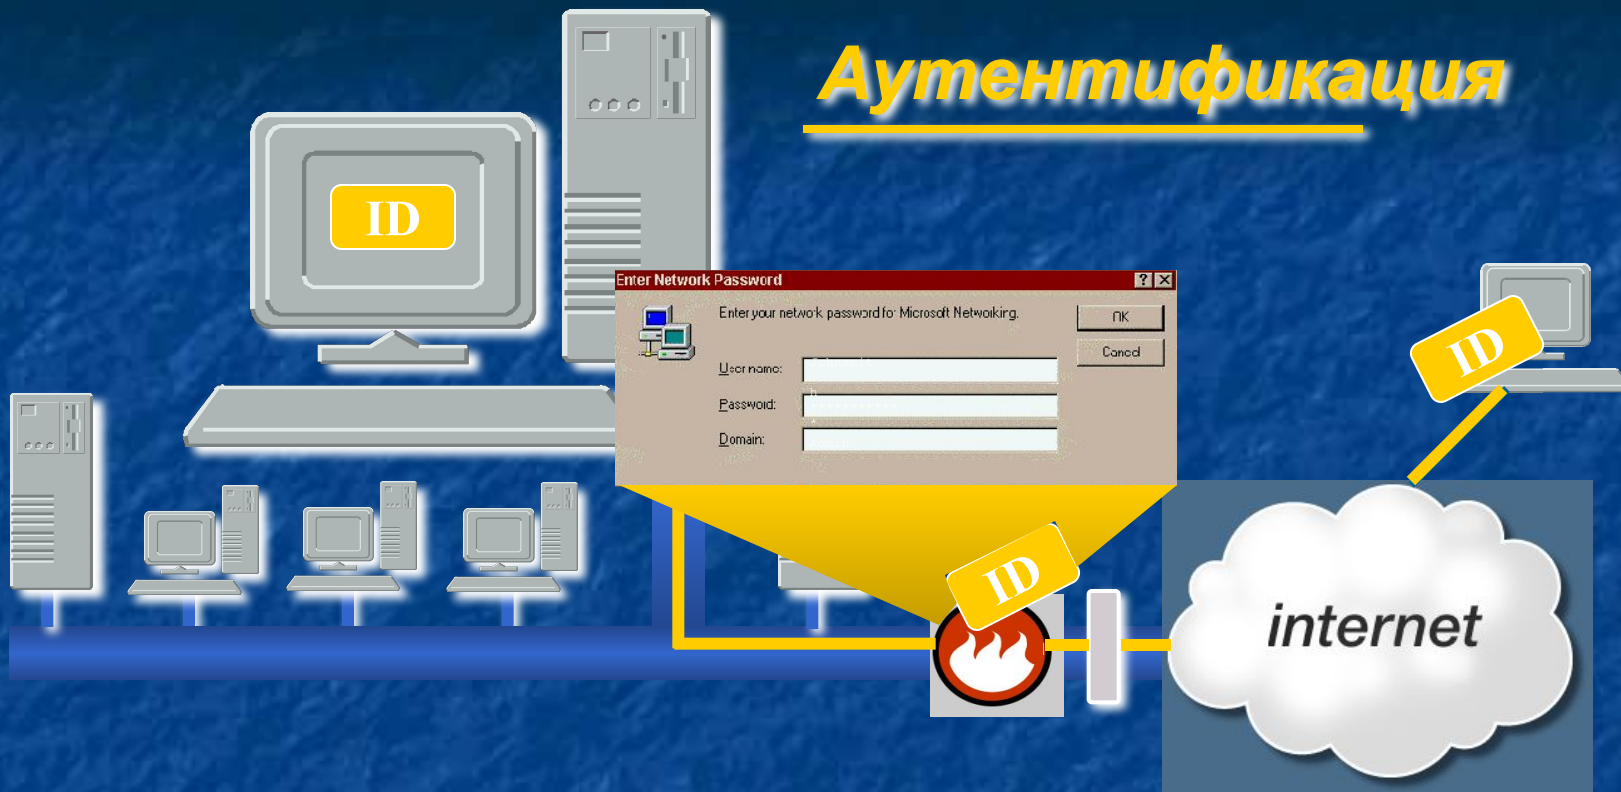 Аутентификация
ID
Enter Network Password
Enter your network password for Microsoft Networking.
OK
Cancel
User name:
Password:
Domain:
ID
ID
internet